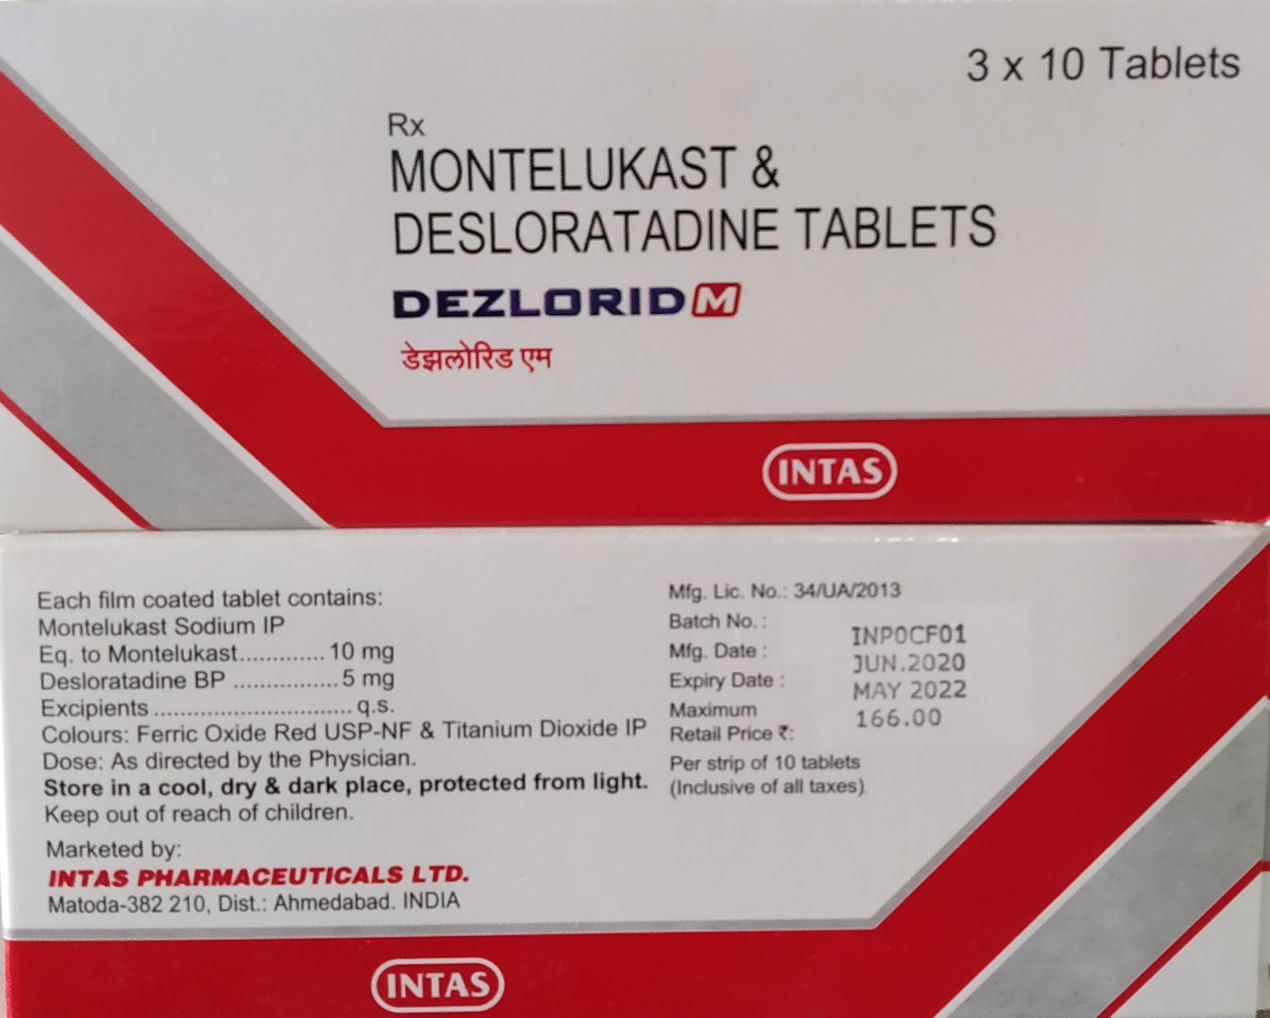 3 x 10 Tablets
Rx
MONTELUKAST &
DESLORATADINE TABLETS
DEZLORID M
डेझलोरिड एम
INTAS
Each film coated tablet contains:
Montelukast Sodium IP
Eq. to Montelukast............. 10 mg
Desloratadine BP ................ 5 mg
Excipients .............................. q.s.
Colours: Ferric Oxide Red USP-NF & Titanium Dioxide IP
Dose: As directed by the Physician.
Store in a cool, dry & dark place, protected from light.
Keep out of reach of children.
Marketed by:
INTAS PHARMACEUTICALS LTD.
Matoda-382 210, Dist.: Ahmedabad. INDIA
Mfg. Lic. No.: 34/UA/2013
Batch No. : INP0CF01
Mfg. Date : JUN.2020
Expiry Date : MAY 2022
Maximum
Retail Price ₹: 166.00
Per strip of 10 tablets
(Inclusive of all taxes)
INTAS